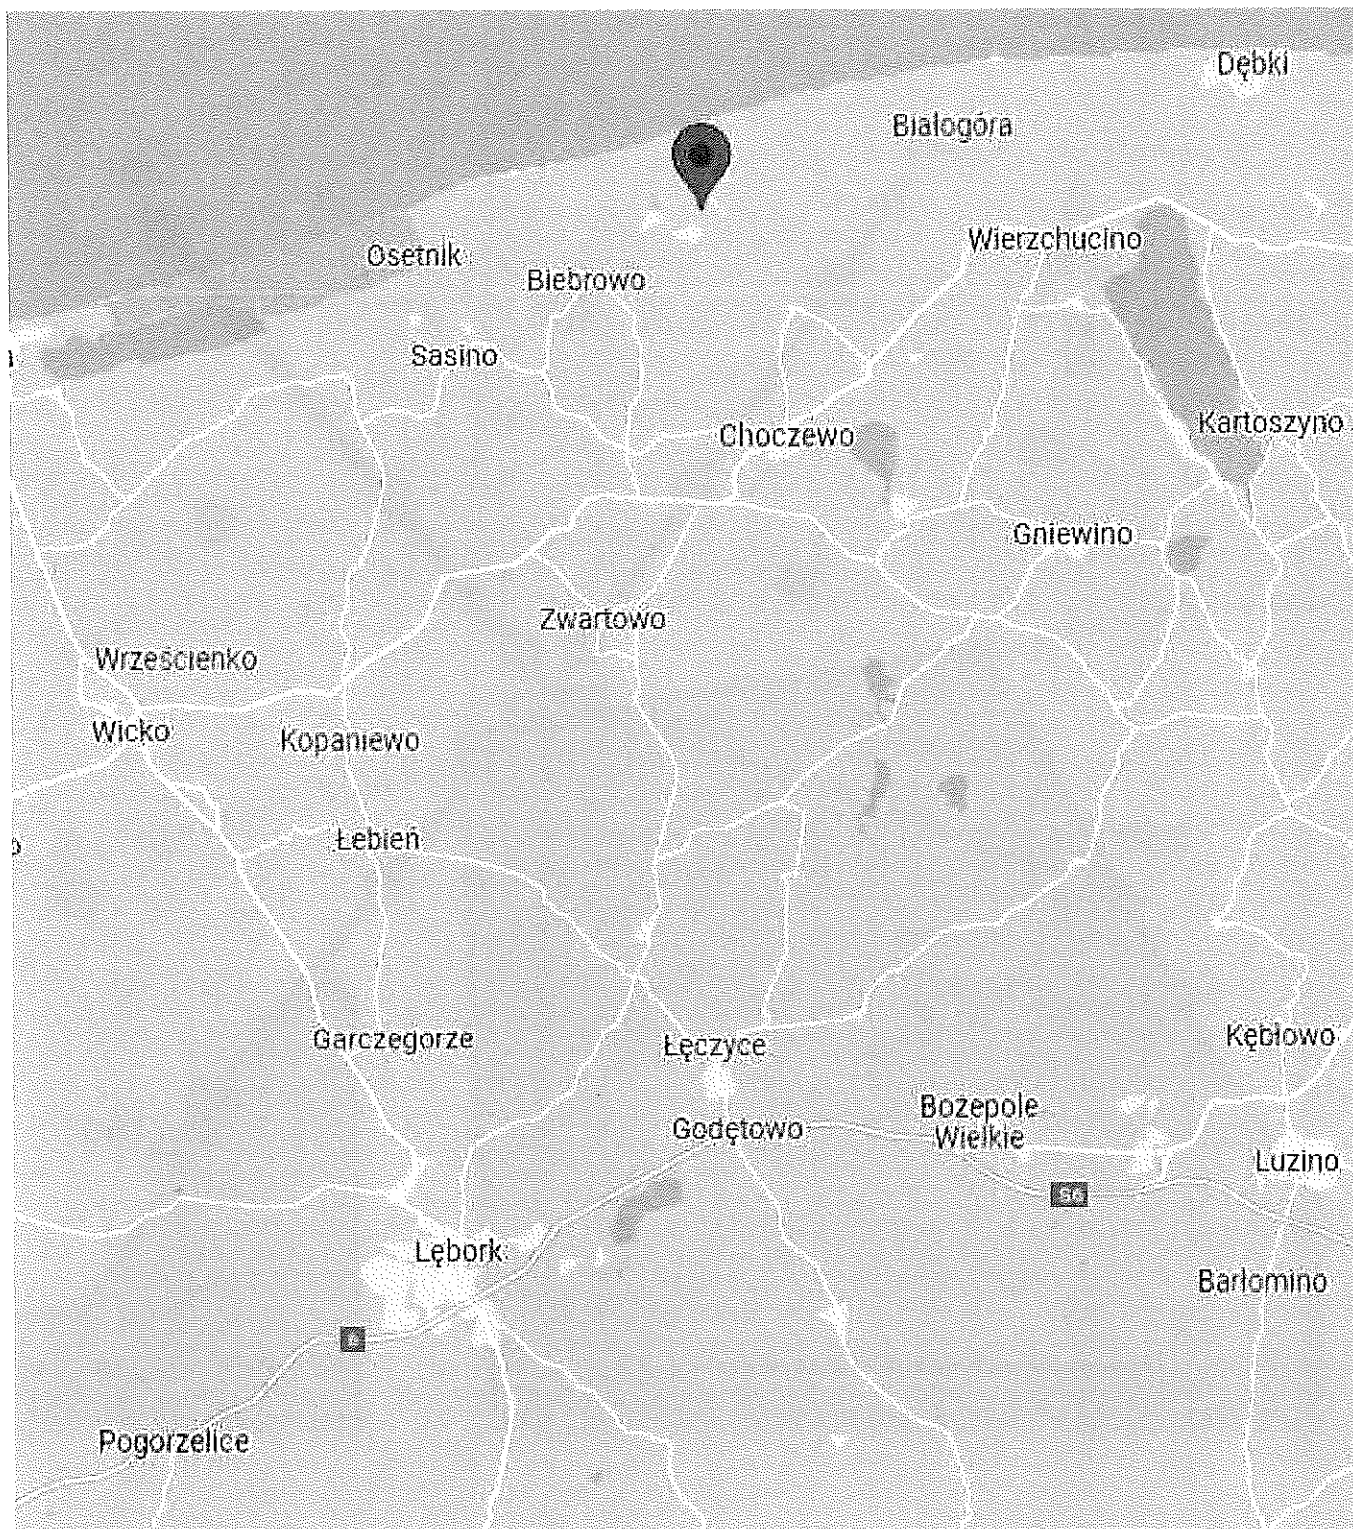 Dębki
Białogóra
Wierzchucino
Osetnik
Biebrowo
Sasino
Kartoszyno
Choczewo
Gniewino
Zwartowo
Wrześcienko
Wicko
Kopaniewo
Łebień
Garczegorze
Łęczyce
Kębłowo
Bożepole
Wielkie
Godętowo
Luzino
S6
Lębork
Barłomino
6
Pogorzelice